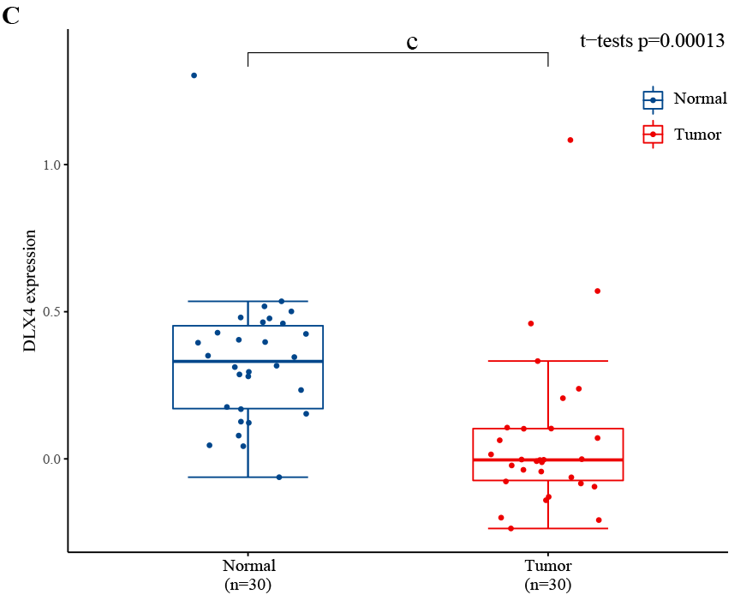 C
c
t−tests p=0.00013
Normal
Tumor
1.0
0.5
0.0
DLX4 expression
Normal
(n=30)
Tumor
(n=30)